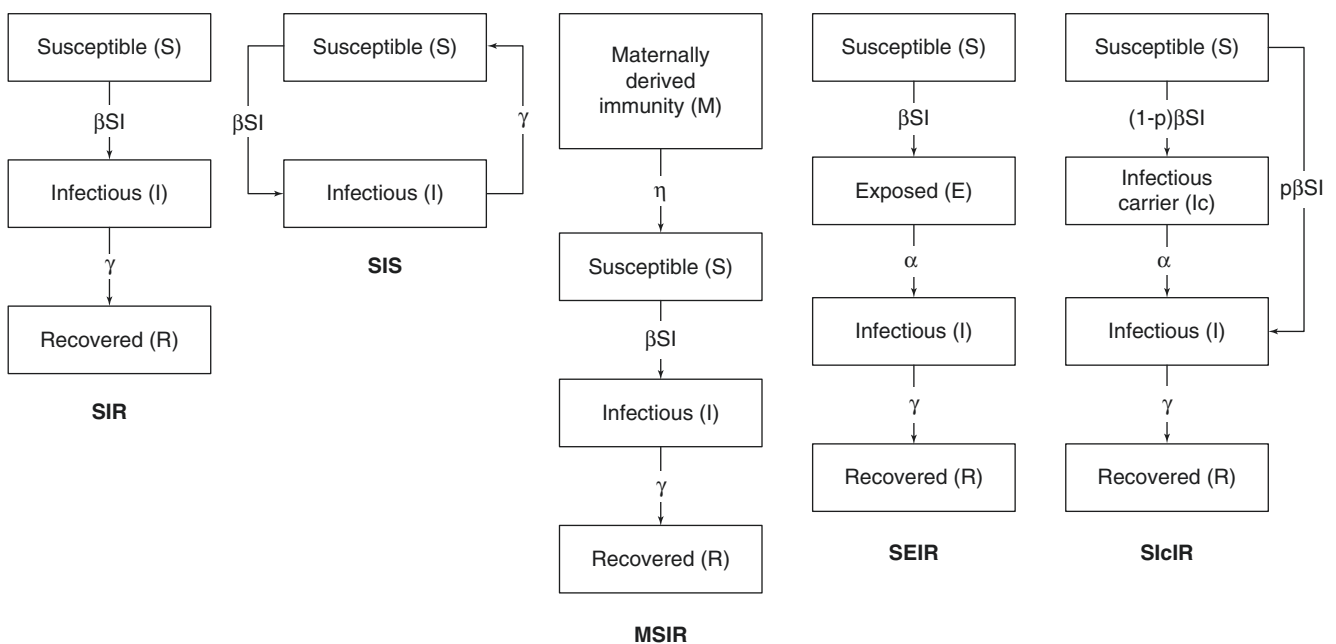 Susceptible (S)
βSI
Infectious (I)
γ
Recovered (R)
SIR
Susceptible (S)
βSI
γ
Infectious (I)
SIS
Maternally
derived
immunity (M)
η
Susceptible (S)
βSI
Infectious (I)
γ
Recovered (R)
MSIR
Susceptible (S)
βSI
Exposed (E)
α
Infectious (I)
γ
Recovered (R)
SEIR
Susceptible (S)
(1-p)βSI
Infectious
carrier (Ic)
pβSI
α
Infectious (I)
γ
Recovered (R)
SIcIR